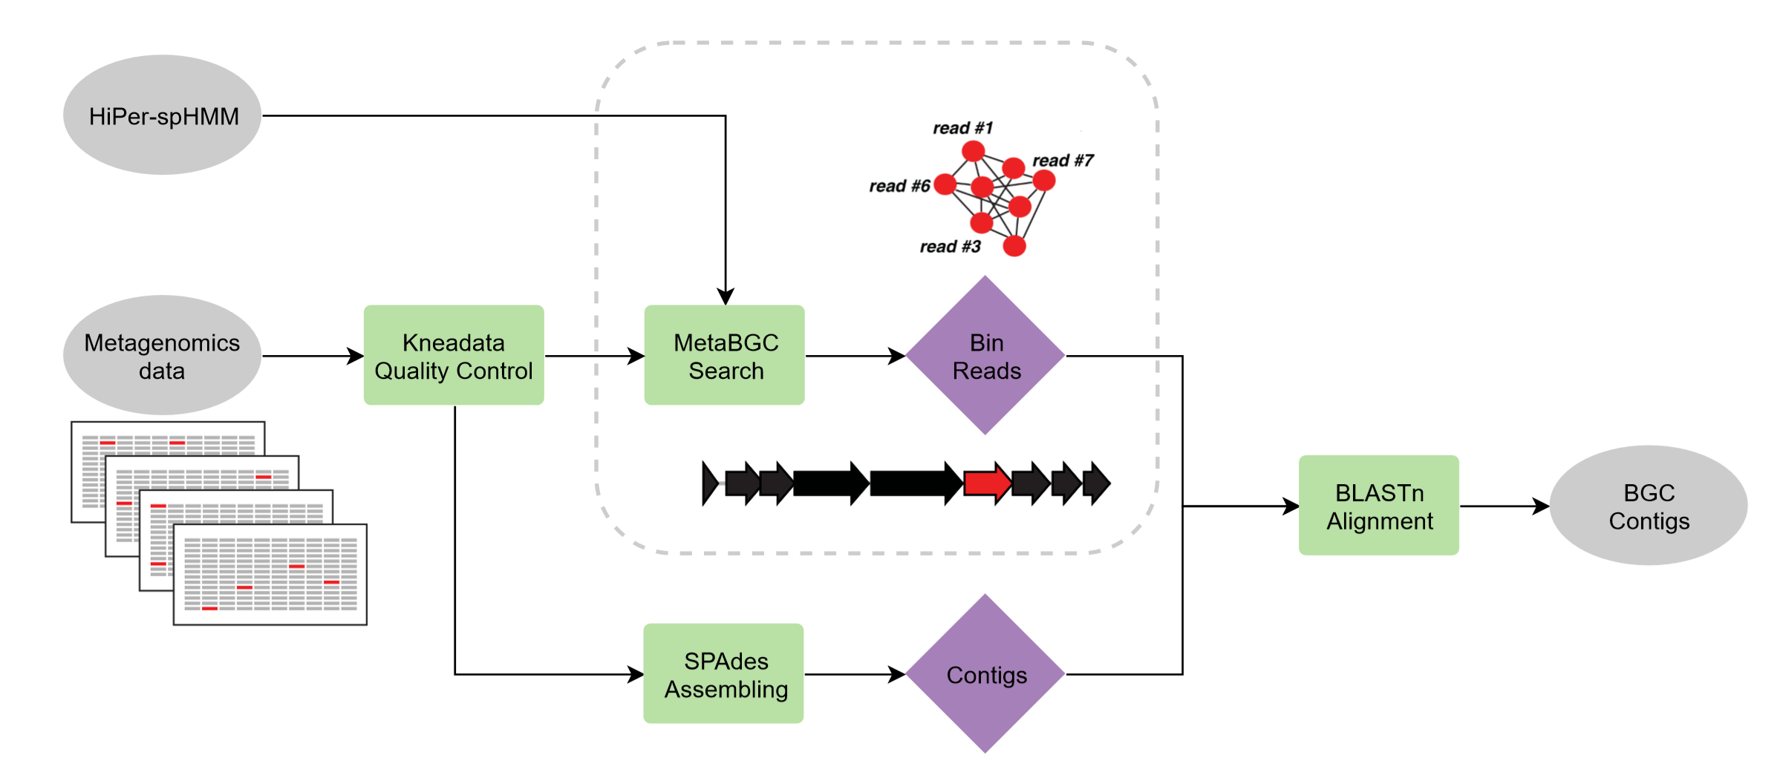 HiPer-spHMM
read #1
read #7
read #6
read #3
Metagenomics
data
Kneadata
Quality Control
MetaBGC
Search
Bin
Reads
BLASTn
Alignment
BGC
Contigs
SPAdes
Assembling
Contigs